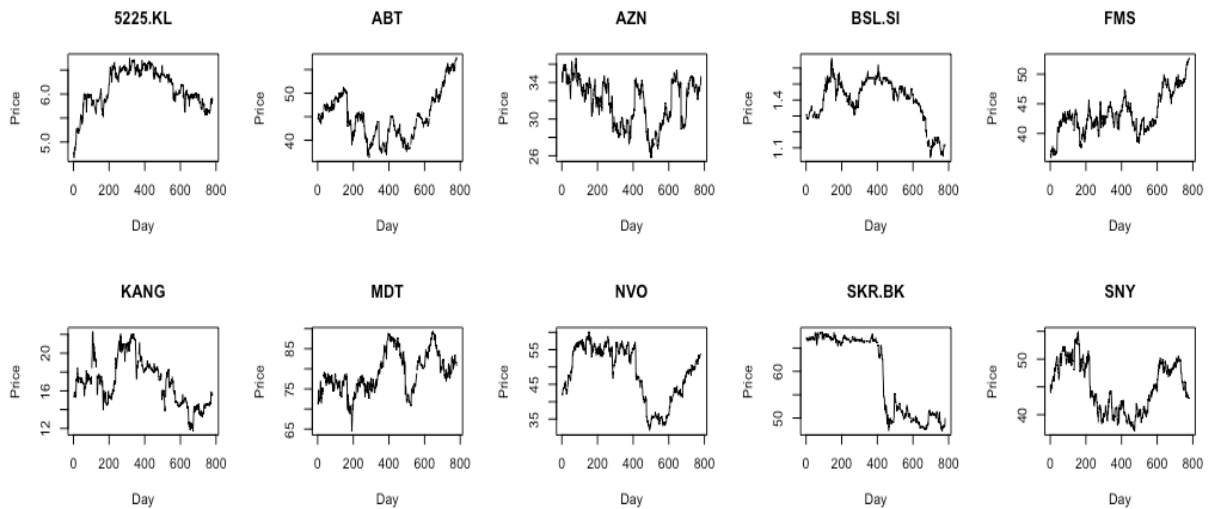 5225.KL ABT AZN BSL.SI FMS
Price 5.0 6.0
0 200 400 600 800
Day
Price 40 50
0 200 400 600 800
Day
Price 26 30 34
0 200 400 600 800
Day
Price 1.1 1.4
0 200 400 600 800
Day
Price 40 45 50
0 200 400 600 800
Day
KANG MDT NVO SKR.BK SNY
Price 12 16 20
0 200 400 600 800
Day
Price 65 75 85
0 200 400 600 800
Day
Price 35 45 55
0 200 400 600 800
Day
Price 50 60
0 200 400 600 800
Day
Price 40 50
0 200 400 600 800
Day